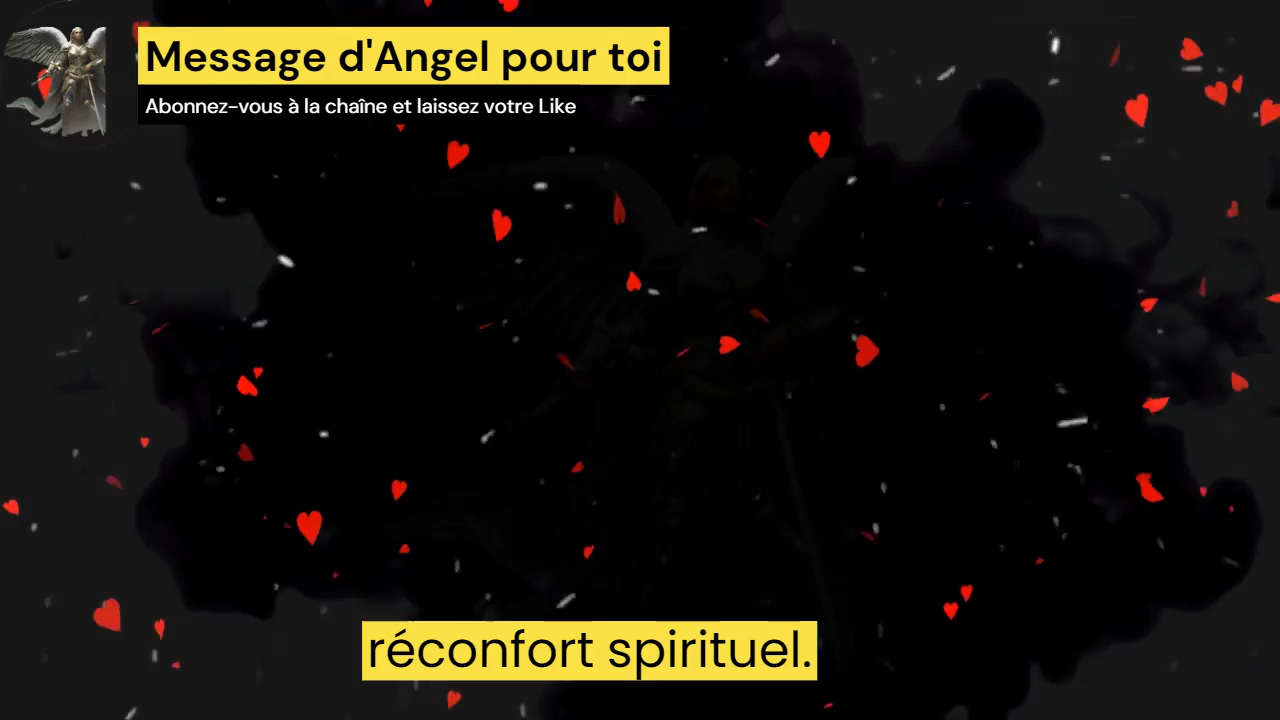 Message d'Angel pour toi
Abonnez-vous à la chaîne et laissez votre Like
réconfort spirituel.